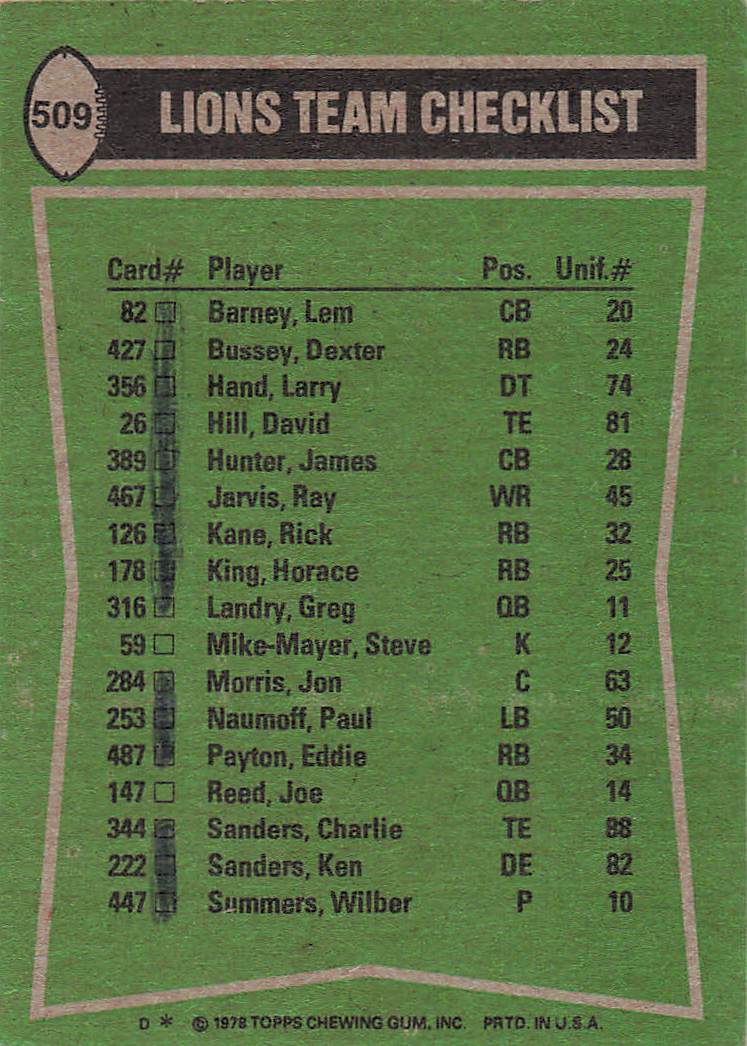 509 LIONS TEAM CHECKLIST
Card# Player Pos. Unif.#
82 Barney, Lem CB 20
427 Bussey, Dexter RB 24
356 Hand, Larry DT 74
26 Hill, David TE 81
389 Hunter, James CB 28
467 Jarvis, Ray WR 45
126 Kane, Rick RB 32
178 King, Horace RB 25
316 Landry, Greg QB 11
59 Mike-Mayer, Steve K 12
284 Morris, Jon C 63
253 Naumoff, Paul LB 50
487 Payton, Eddie RB 34
147 Reed, Joe QB 14
344 Sanders, Charlie TE 88
222 Sanders, Ken DE 82
447 Summers, Wilber P 10
D * © 1978 TOPPS CHEWING GUM, INC. PRTD. IN U.S.A.